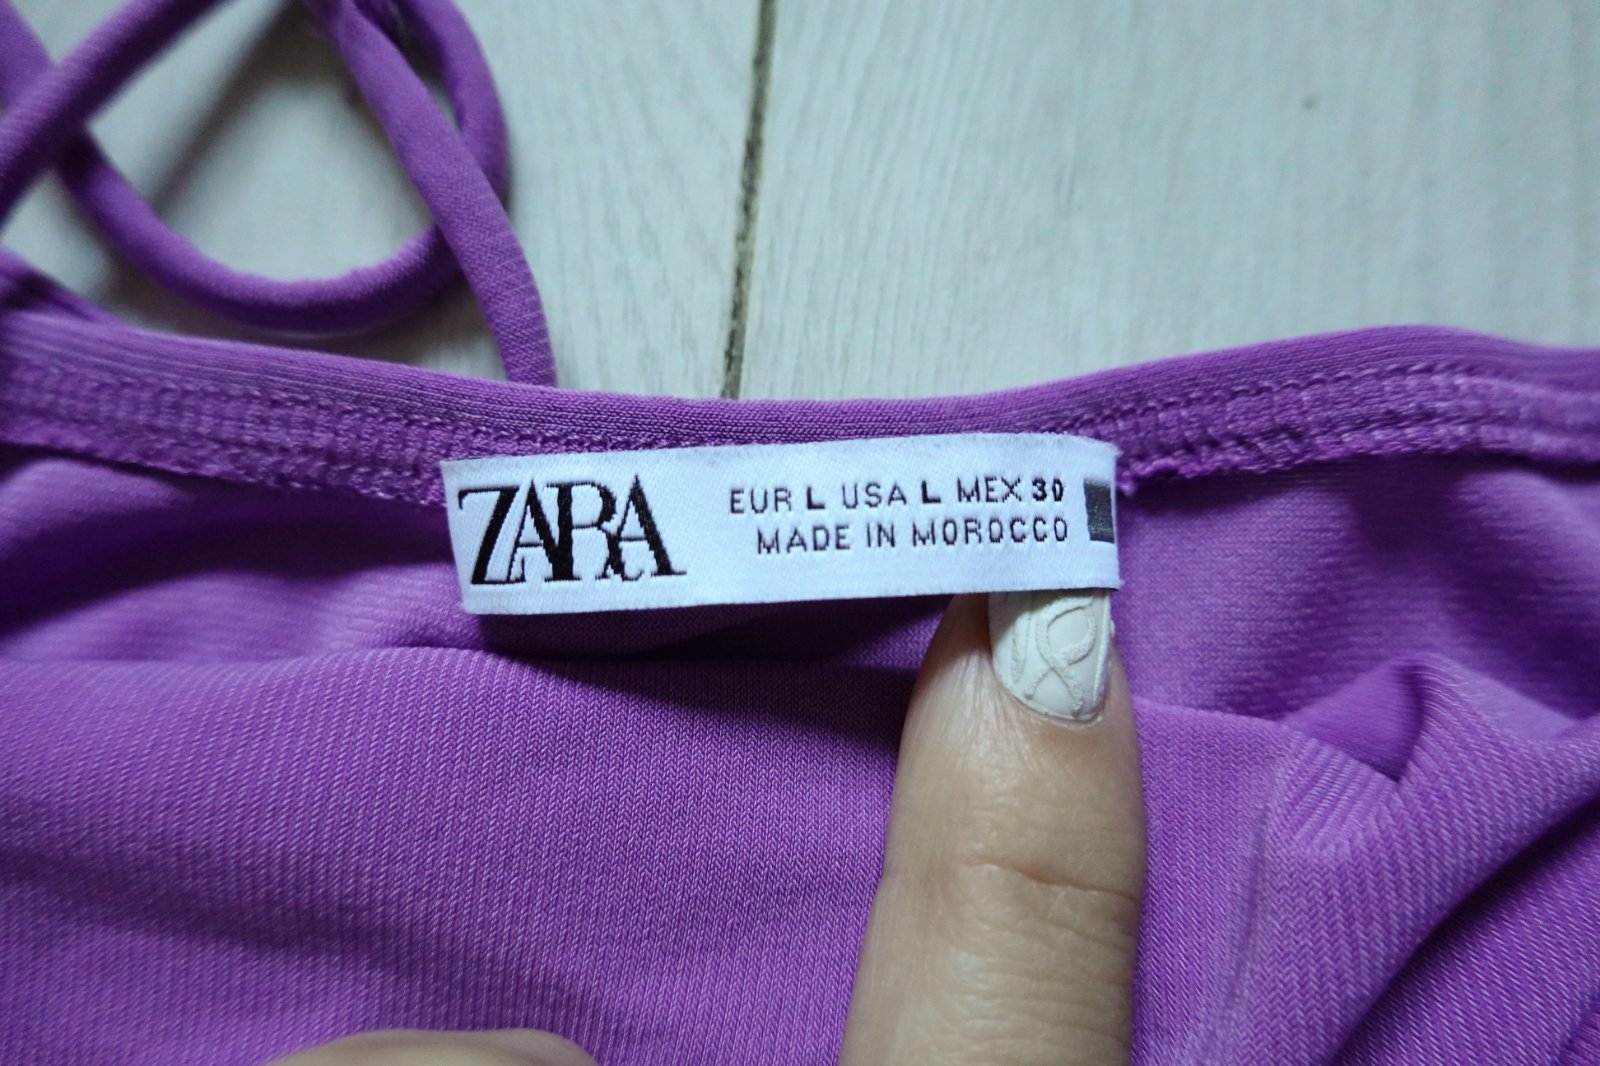 ZARA
EUR L USA L MEX 30
MADE IN MOROCCO